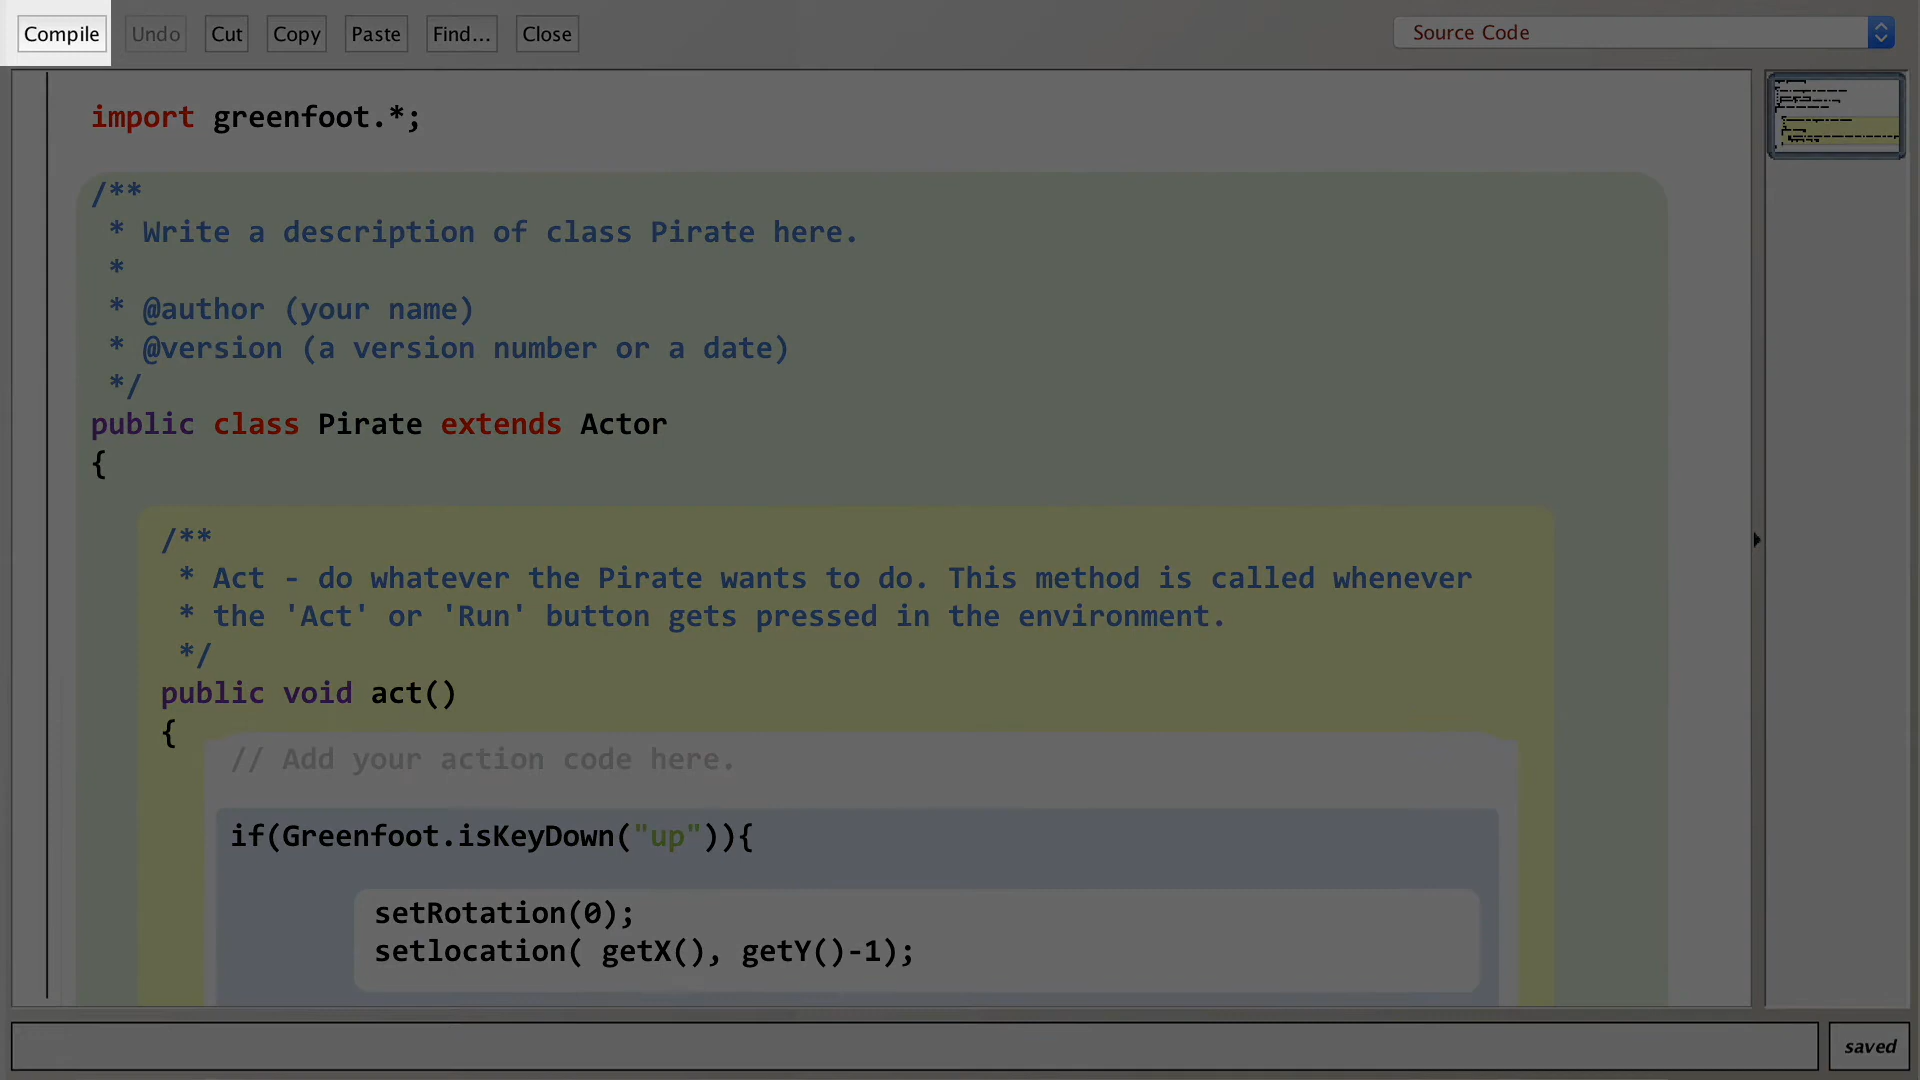 Compile Undo Cut Copy Paste Find... Close Source Code
import greenfoot.*;
/**
* Write a description of class Pirate here.
*
* @author (your name)
* @version (a version number or a date)
*/
public class Pirate extends Actor
{
/**
* Act - do whatever the Pirate wants to do. This method is called whenever
* the 'Act' or 'Run' button gets pressed in the environment.
*/
public void act()
{
// Add your action code here.
if(Greenfoot.isKeyDown("up")){
setRotation(0);
setlocation( getX(), getY()-1);
saved